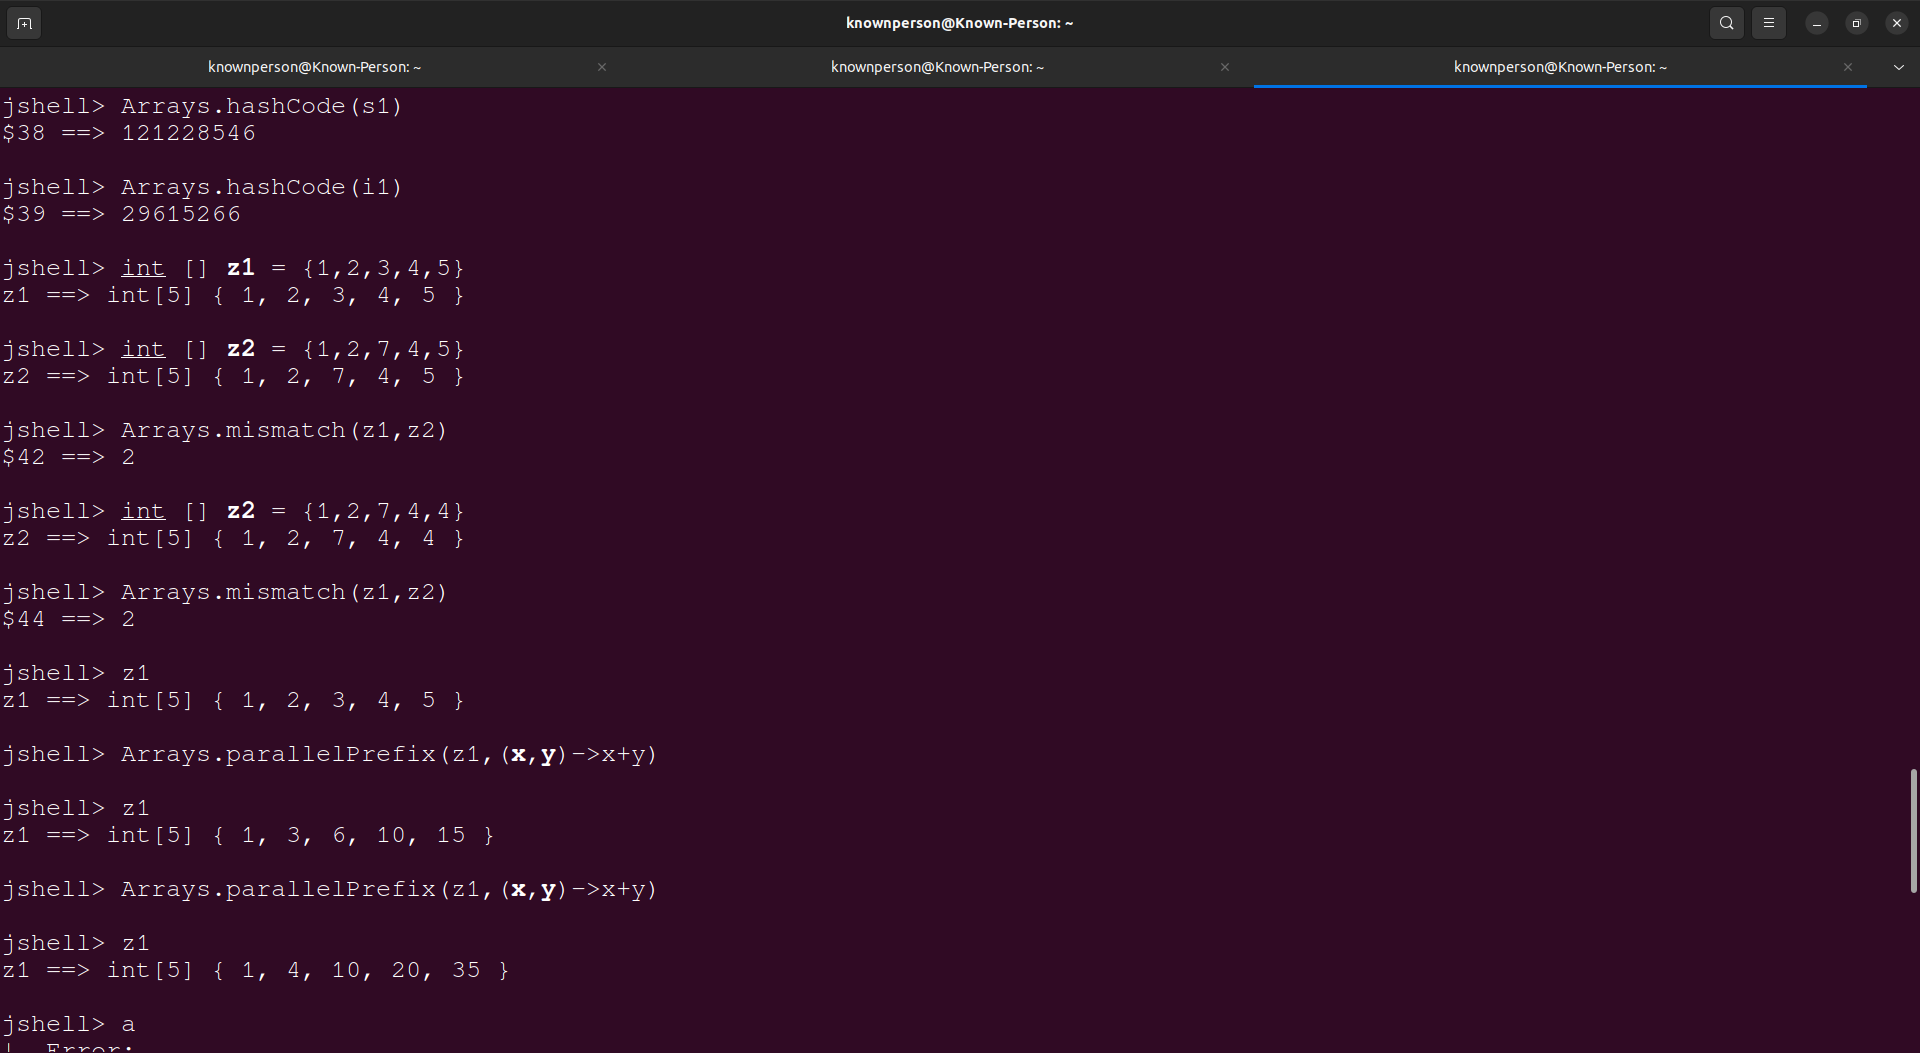 knownperson@Known-Person: ~
knownperson@Known-Person: ~
knownperson@Known-Person: ~
knownperson@Known-Person: ~
jshell> Arrays.hashCode(s1)
$38 ==> 121228546
jshell> Arrays.hashCode(i1)
$39 ==> 29615266
jshell> int [] z1 = {1,2,3,4,5}
z1 ==> int[5] { 1, 2, 3, 4, 5 }
jshell> int [] z2 = {1,2,7,4,5}
z2 ==> int[5] { 1, 2, 7, 4, 5 }
jshell> Arrays.mismatch(z1,z2)
$42 ==> 2
jshell> int [] z2 = {1,2,7,4,4}
z2 ==> int[5] { 1, 2, 7, 4, 4 }
jshell> Arrays.mismatch(z1,z2)
$44 ==> 2
jshell> z1
z1 ==> int[5] { 1, 2, 3, 4, 5 }
jshell> Arrays.parallelPrefix(z1,(x,y)->x+y)
jshell> z1
z1 ==> int[5] { 1, 3, 6, 10, 15 }
jshell> Arrays.parallelPrefix(z1,(x,y)->x+y)
jshell> z1
z1 ==> int[5] { 1, 4, 10, 20, 35 }
jshell> a
|  Error: